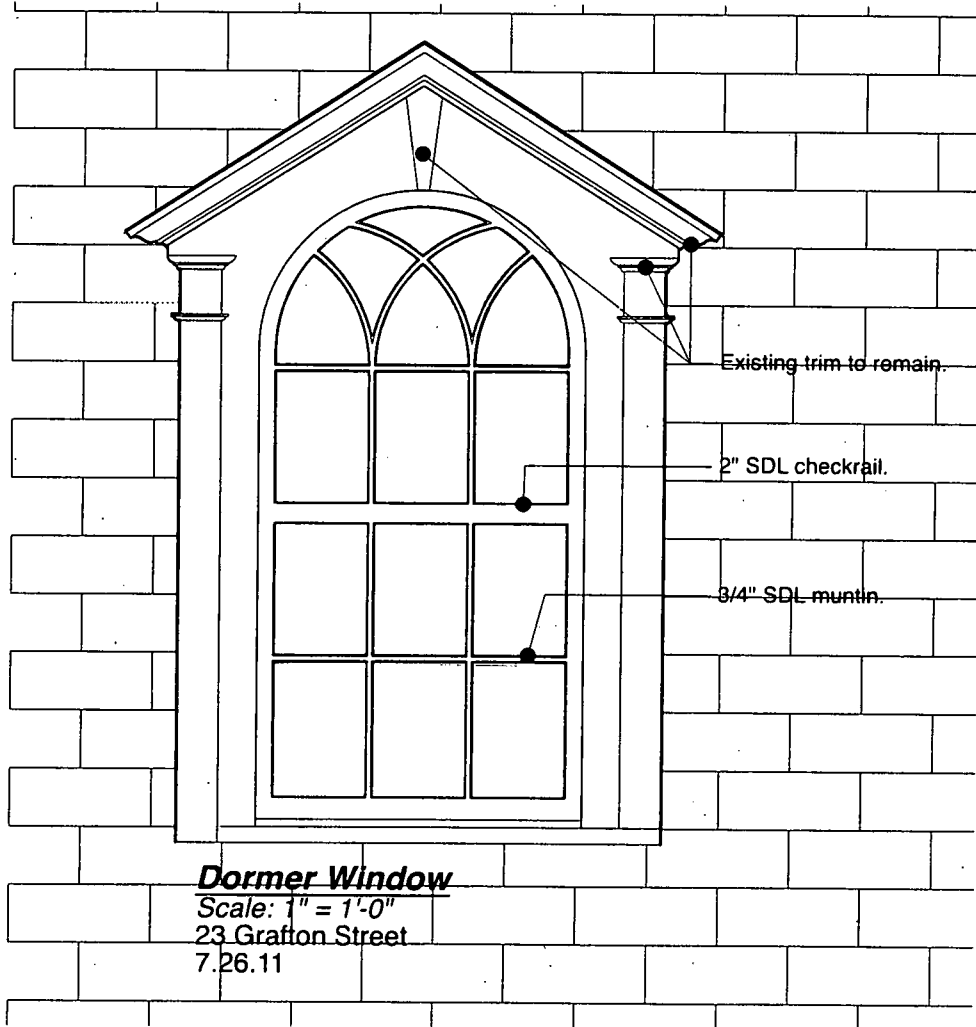 Existing trim to remain.
2" SDL checkrail.
3/4" SDL muntin.
Dormer Window
Scale: 1" = 1'-0"
23 Grafton Street
7.26.11